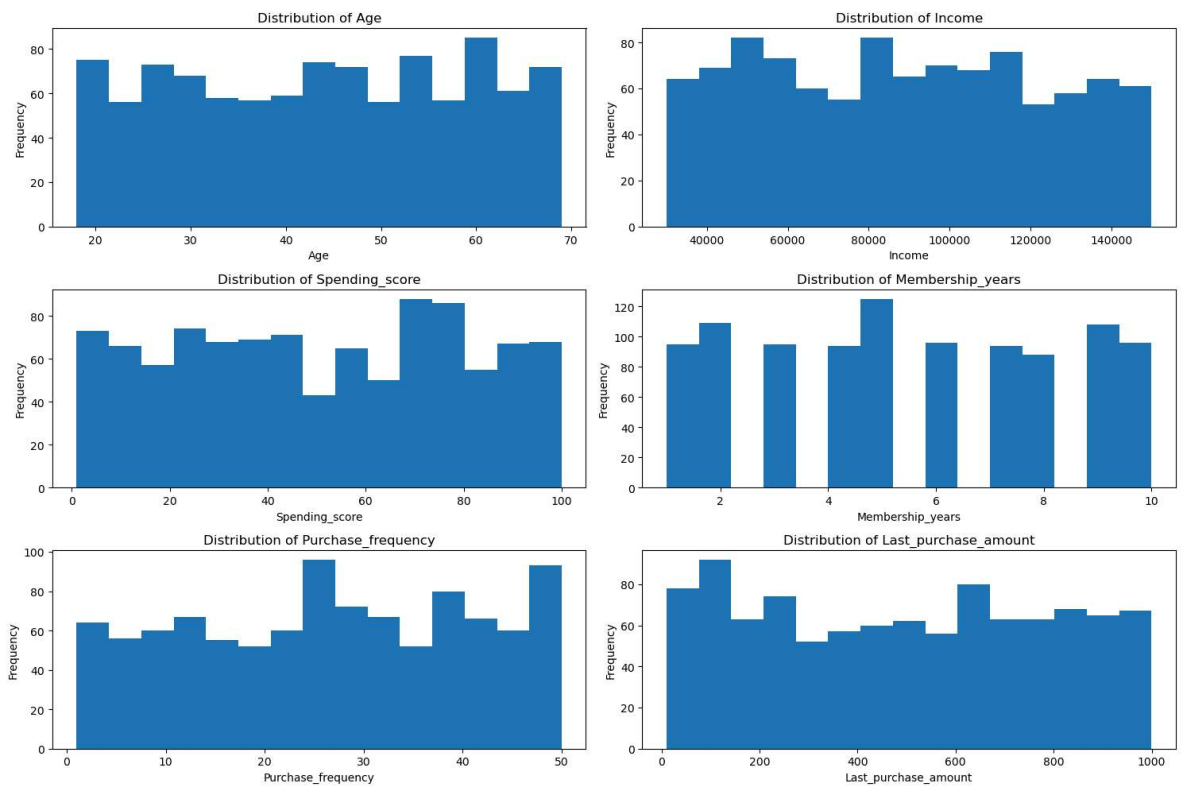 Distribution of Age
Frequency
80
60
40
20
0
20 30 40 50 60 70
Age
Distribution of Income
Frequency
80
60
40
20
0
40000 60000 80000 100000 120000 140000
Income
Distribution of Spending_score
Frequency
80
60
40
20
0
0 20 40 60 80 100
Spending_score
Distribution of Membership_years
Frequency
120
100
80
60
40
20
0
2 4 6 8 10
Membership_years
Distribution of Purchase_frequency
Frequency
100
80
60
40
20
0
0 10 20 30 40 50
Purchase_frequency
Distribution of Last_purchase_amount
Frequency
80
60
40
20
0
0 200 400 600 800 1000
Last_purchase_amount